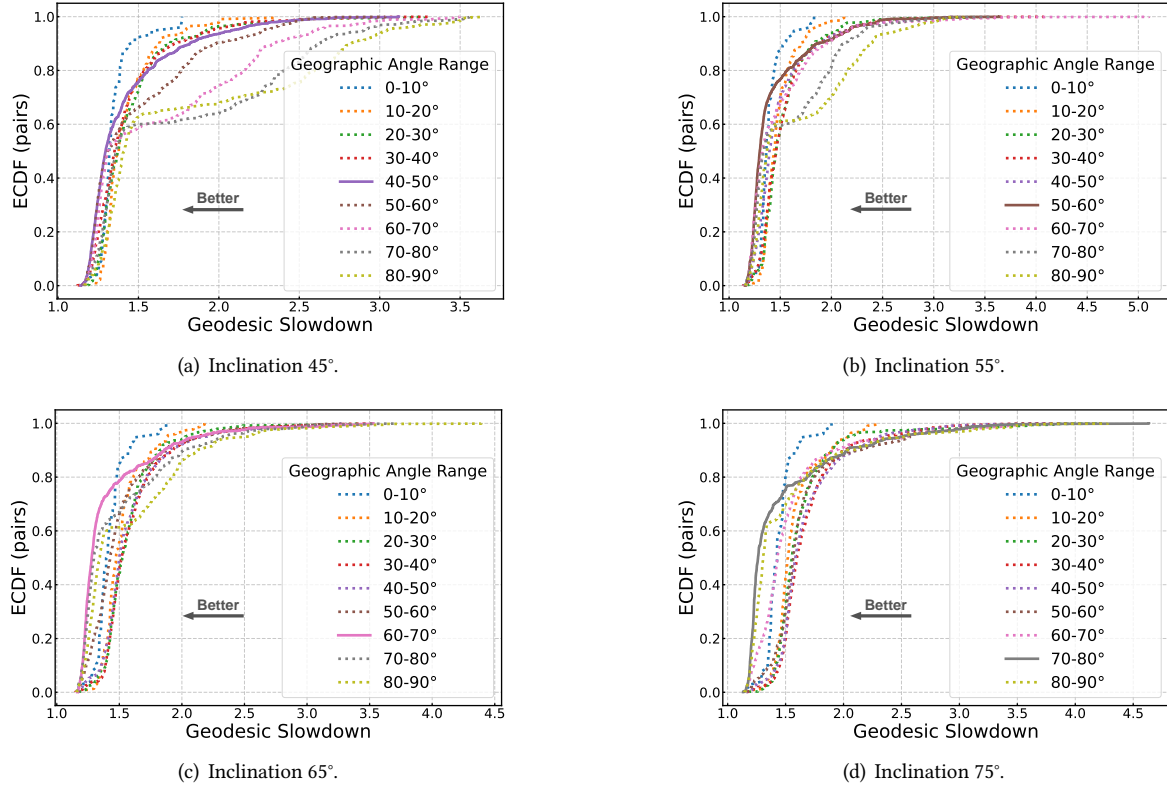 ECDF (pairs)
1.0
0.8
0.6
0.4
0.2
0.0
Geographic Angle Range
0-10°
10-20°
20-30°
30-40°
40-50°
50-60°
60-70°
70-80°
80-90°
Better
1.0 1.5 2.0 2.5 3.0 3.5
Geodesic Slowdown
(a) Inclination 45°.
ECDF (pairs)
1.0
0.8
0.6
0.4
0.2
0.0
Geographic Angle Range
0-10°
10-20°
20-30°
30-40°
40-50°
50-60°
60-70°
70-80°
80-90°
Better
1.0 1.5 2.0 2.5 3.0 3.5 4.0 4.5 5.0
Geodesic Slowdown
(b) Inclination 55°.
ECDF (pairs)
1.0
0.8
0.6
0.4
0.2
0.0
Geographic Angle Range
0-10°
10-20°
20-30°
30-40°
40-50°
50-60°
60-70°
70-80°
80-90°
Better
1.0 1.5 2.0 2.5 3.0 3.5 4.0 4.5
Geodesic Slowdown
(c) Inclination 65°.
ECDF (pairs)
1.0
0.8
0.6
0.4
0.2
0.0
Geographic Angle Range
0-10°
10-20°
20-30°
30-40°
40-50°
50-60°
60-70°
70-80°
80-90°
Better
1.0 1.5 2.0 2.5 3.0 3.5 4.0 4.5
Geodesic Slowdown
(d) Inclination 75°.